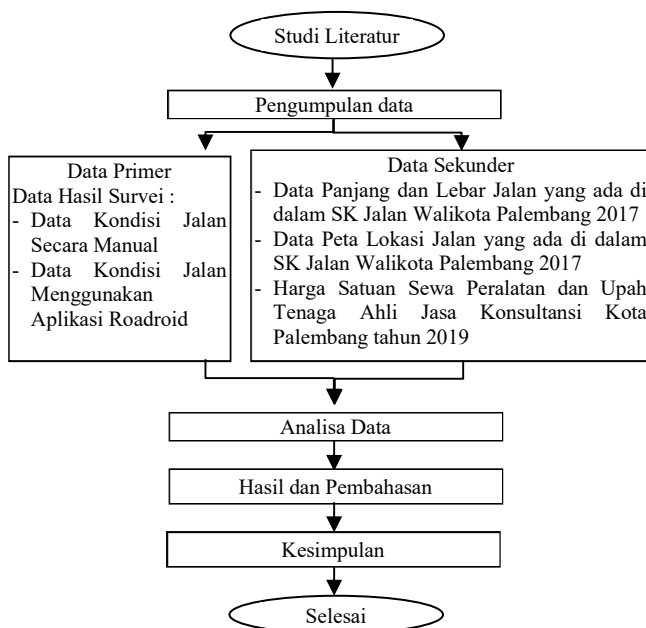 Studi Literatur
Pengumpulan data
Data Primer
Data Hasil Survei :
- Data Kondisi Jalan
Secara Manual
- Data Kondisi Jalan
Menggunakan
Aplikasi Roadroid
Data Sekunder
- Data Panjang dan Lebar Jalan yang ada di
dalam SK Jalan Walikota Palembang 2017
- Data Peta Lokasi Jalan yang ada di dalam
SK Jalan Walikota Palembang 2017
- Harga Satuan Sewa Peralatan dan Upah
Tenaga Ahli Jasa Konsultansi Kota
Palembang tahun 2019
Analisa Data
Hasil dan Pembahasan
Kesimpulan
Selesai